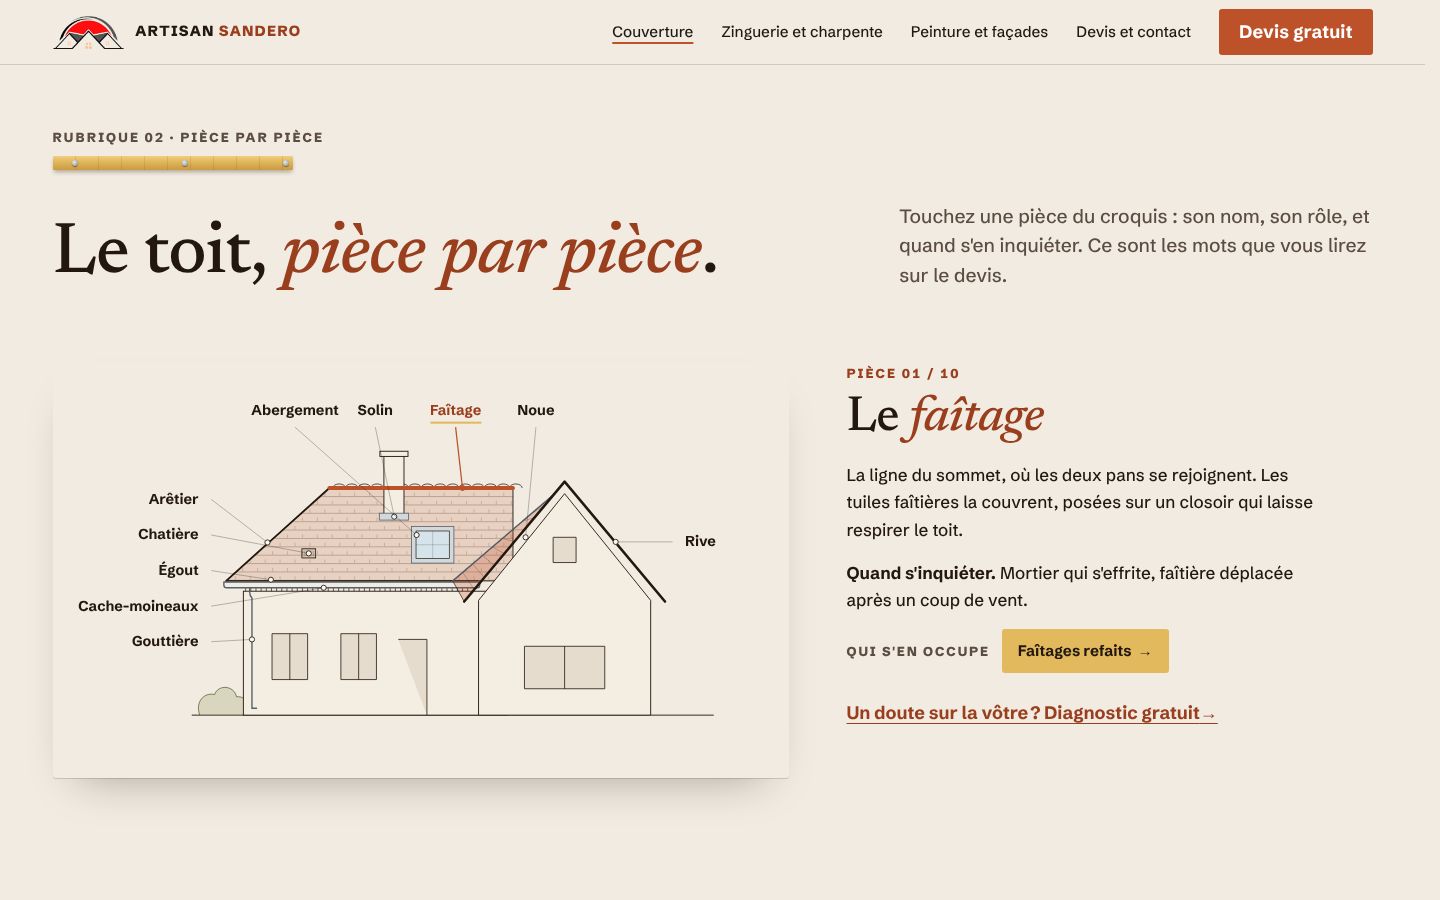 ARTISAN SANDERO
Couverture
Zinguerie et charpente
Peinture et façades
Devis et contact
Devis gratuit
RUBRIQUE 02 · PIÈCE PAR PIÈCE
Le toit, pièce par pièce.
Touchez une pièce du croquis : son nom, son rôle, et
quand s'en inquiéter. Ce sont les mots que vous lirez
sur le devis.
Abergement
Solin
Faîtage
Noue
Arêtier
Chatière
Égout
Cache-moineaux
Gouttière
Rive
PIÈCE 01 / 10
Le faîtage
La ligne du sommet, où les deux pans se rejoignent. Les
tuiles faîtières la couvrent, posées sur un closoir qui laisse
respirer le toit.
Quand s'inquiéter. Mortier qui s'effrite, faîtière déplacée
après un coup de vent.
QUI S'EN OCCUPE
Faîtages refaits →
Un doute sur la vôtre ? Diagnostic gratuit→